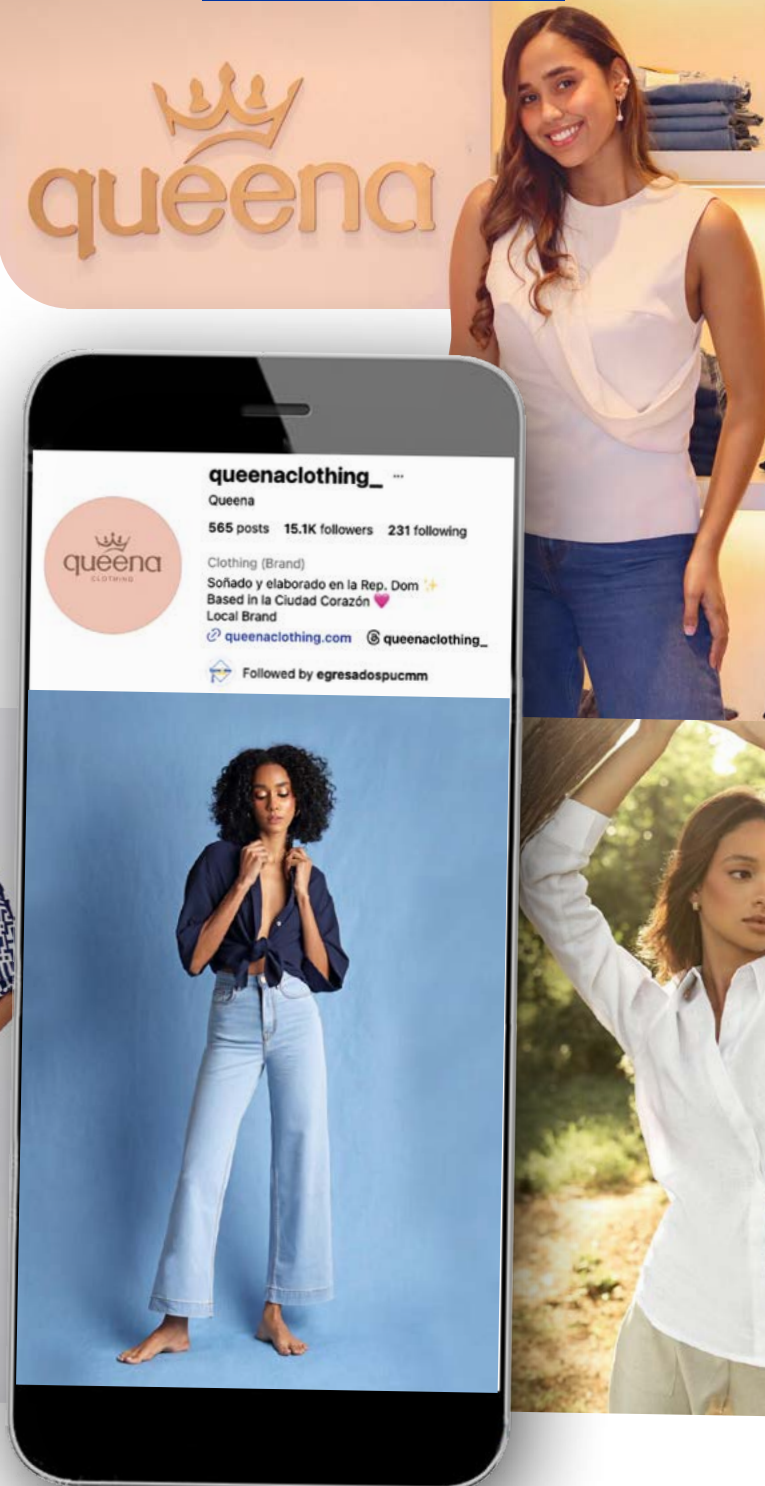 queena
queenaclothing_ ...
Queena
565 posts 15.1K followers 231 following
queena
CLOTHING
Clothing (Brand)
Soñado y elaborado en la Rep. Dom ✨
Based in la Ciudad Corazón 💗
Local Brand
queenaclothing.com queenaclothing_
Followed by egresadospucmm